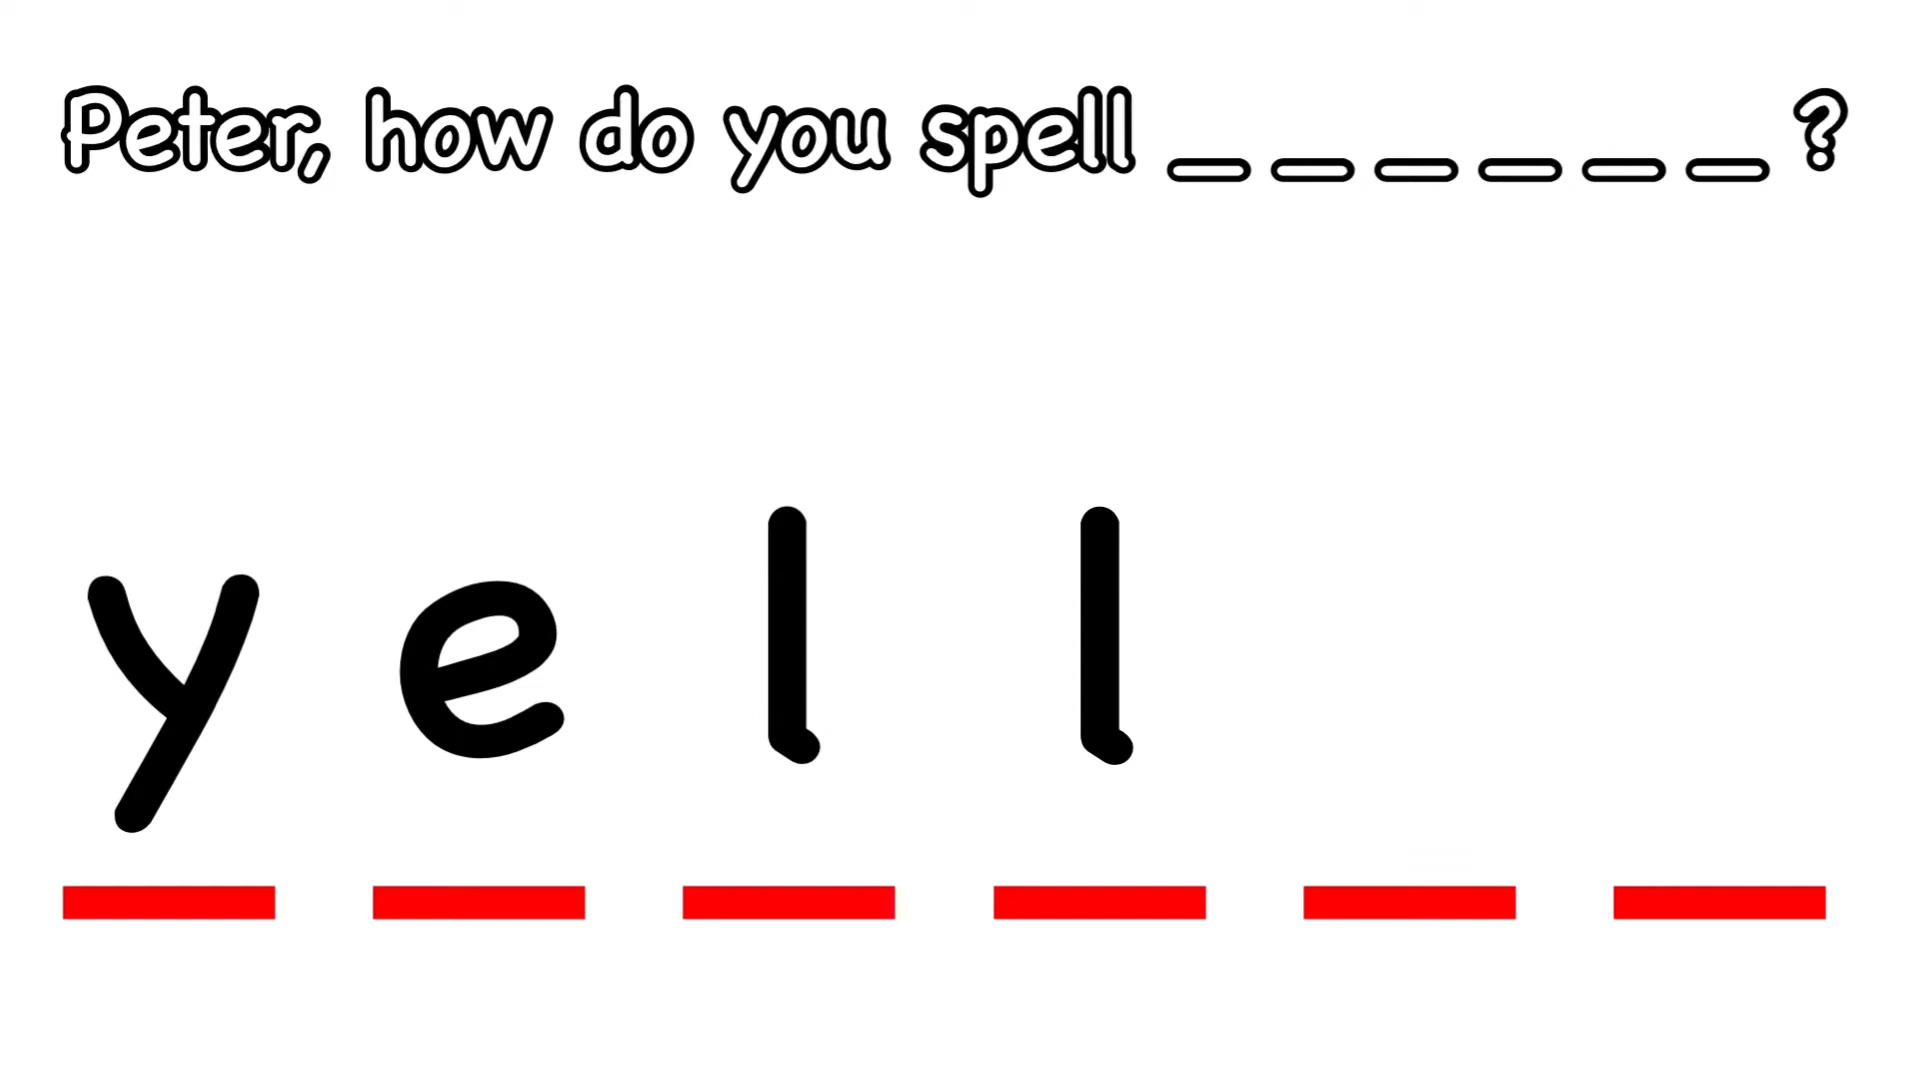 Peter, how do you spell _ _ _ _ _ _ ?
y e l l _ _